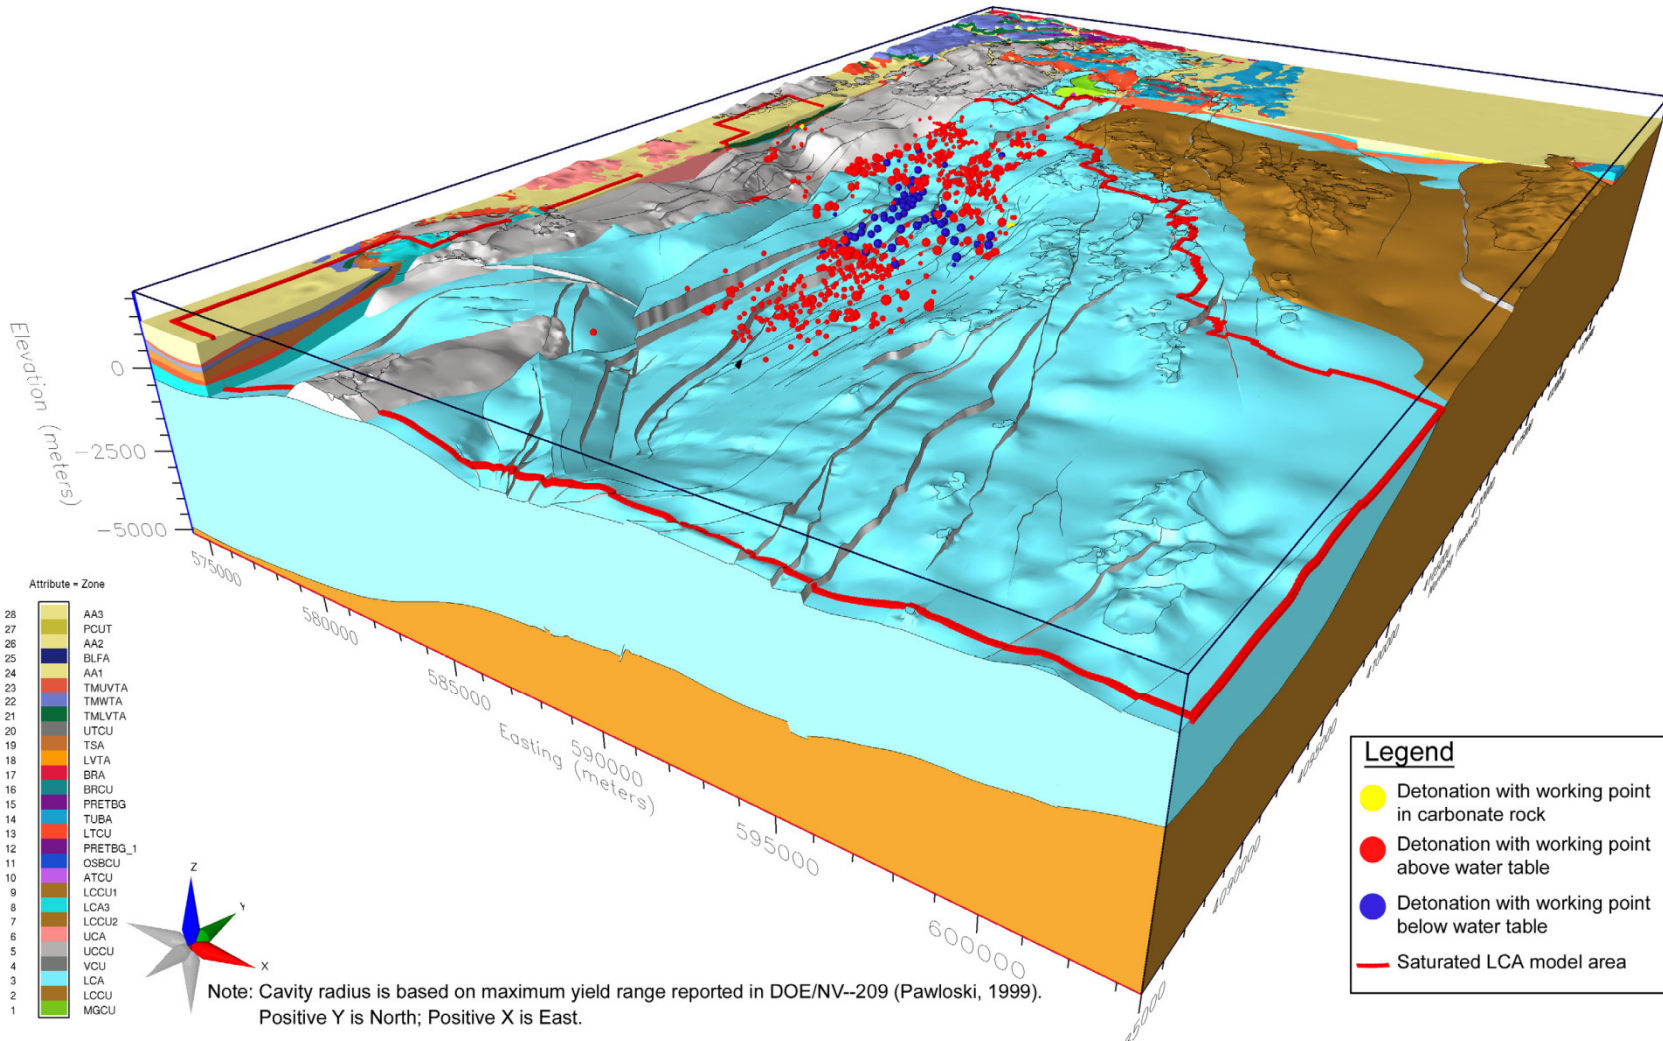 Elevation (meters)
0
−2500
−5000
575000
580000
585000
590000
595000
600000
Easting (meters)
Attribute = Zone
28 AA3
27 PCUT
26 AA2
25 BLFA
24 AA1
23 TMUVTA
22 TMWTA
21 TMLVTA
20 UTCU
19 TSA
18 LVTA
17 BRA
16 BRCU
15 PRETBG
14 TUBA
13 LTCU
12 PRETBG_1
11 OSBCU
10 ATCU
9 LCCU1
8 LCA3
7 LCCU2
6 UCA
5 UCCU
4 VCU
3 LCA
2 LCCU
1 MGCU
Z
Y
X
Note: Cavity radius is based on maximum yield range reported in DOE/NV--209 (Pawloski, 1999).
Positive Y is North; Positive X is East.
Legend
Detonation with working point
in carbonate rock
Detonation with working point
above water table
Detonation with working point
below water table
Saturated LCA model area
4090000
4095000